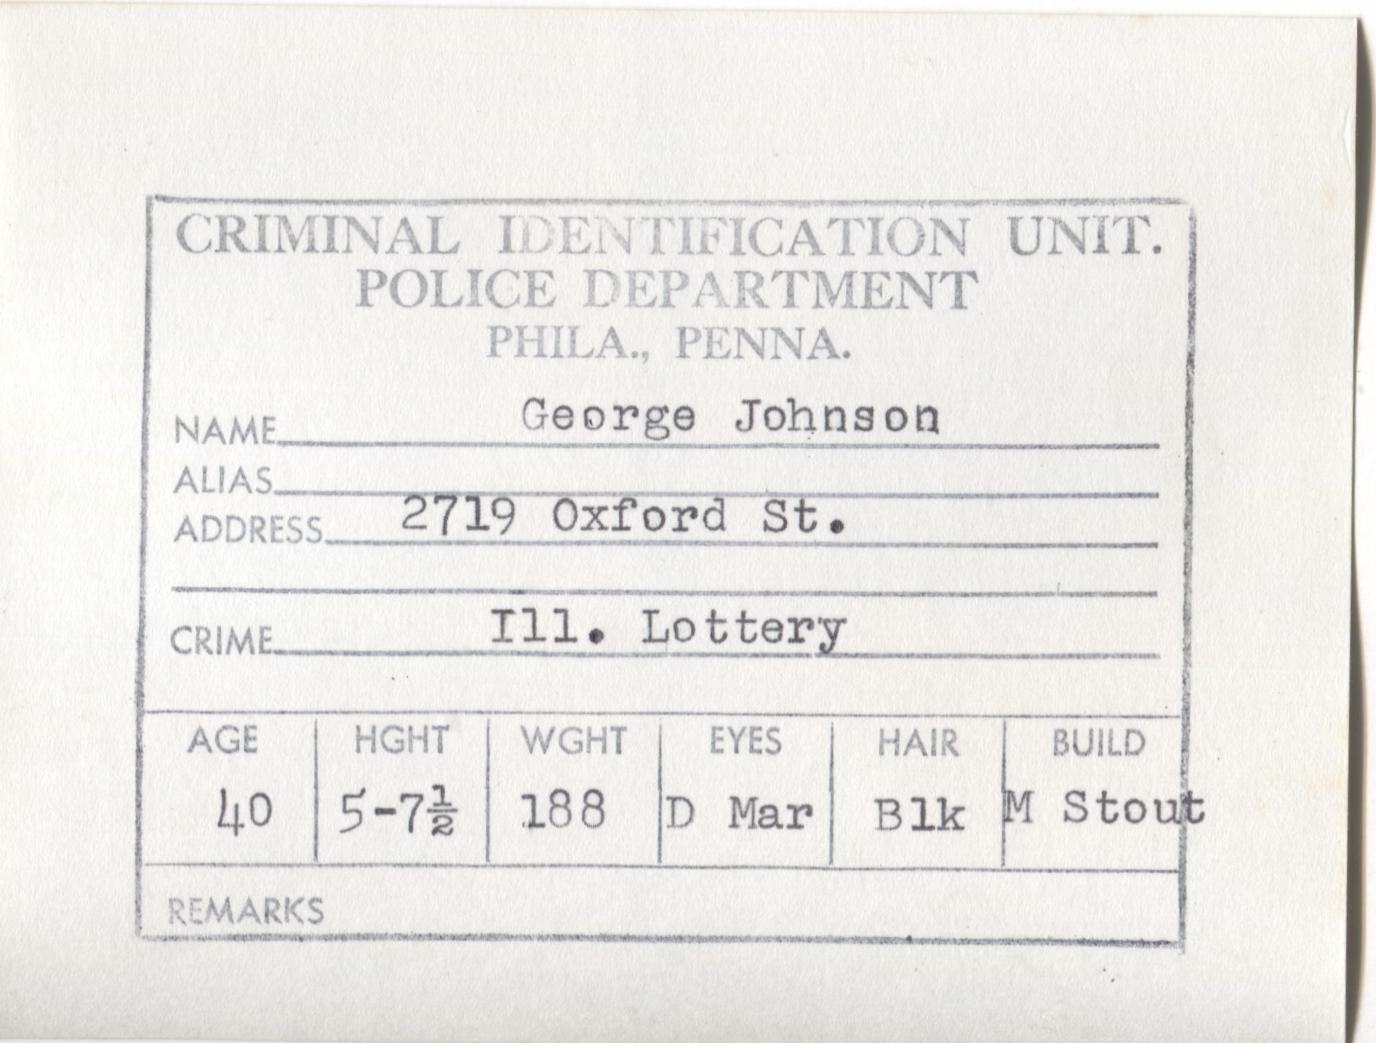 CRIMINAL IDENTIFICATION UNIT.
POLICE DEPARTMENT
PHILA., PENNA.
NAME George Johnson
ALIAS
ADDRESS 2719 Oxford St.
CRIME Ill. Lottery
AGE HGHT WGHT EYES HAIR BUILD
40 5-7½ 188 D Mar Blk M Stout
REMARKS